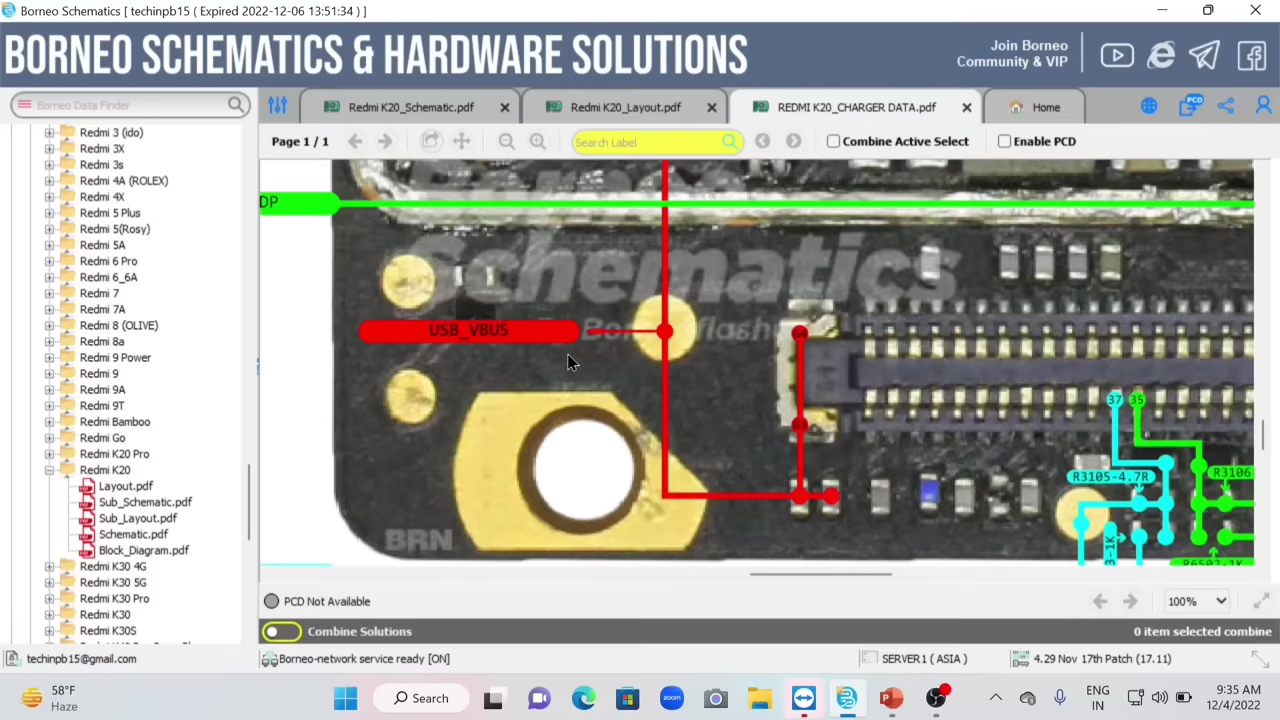 Borneo Schematics [ techinpb15 ( Expired 2022-12-06 13:51:34 ) ]
BORNEO SCHEMATICS & HARDWARE SOLUTIONS
Join Borneo
Community & VIP
Borneo Data Finder
Redmi K20_Schematic.pdf
Redmi K20_Layout.pdf
REDMI K20_CHARGER DATA.pdf
Home
PCD
Page 1 / 1
Search Label
Combine Active Select
Enable PCD
Redmi 3 (ido)
Redmi 3X
Redmi 3s
Redmi 4A (ROLEX)
Redmi 4X
Redmi 5 Plus
Redmi 5(Rosy)
Redmi 5A
Redmi 6 Pro
Redmi 6_6A
Redmi 7
Redmi 7A
Redmi 8 (OLIVE)
Redmi 8a
Redmi 9 Power
Redmi 9
Redmi 9A
Redmi 9T
Redmi Bamboo
Redmi Go
Redmi K20 Pro
Redmi K20
Layout.pdf
Sub_Schematic.pdf
Sub_Layout.pdf
Schematic.pdf
Block_Diagram.pdf
Redmi K30 4G
Redmi K30 5G
Redmi K30 Pro
Redmi K30
Redmi K30S
DP
Schematics
USB_VBUS
37 35
R3105-4.7R
R3106
3-1K
R6502-1K
BRN
PCD Not Available
100%
Combine Solutions
0 item selected combine
techinpb15@gmail.com
Borneo-network service ready [ON]
SERVER1 ( ASIA )
4.29 Nov 17th Patch (17.11)
58°F
Haze
Search
zoom
ENG
IN
9:35 AM
12/4/2022